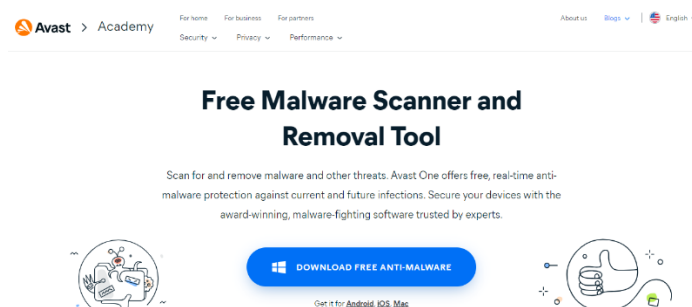 Avast > Academy
For home For business For partners
About us Blogs English
Security Privacy Performance
Free Malware Scanner and
Removal Tool
Scan for and remove malware and other threats. Avast One offers free, real-time anti-
malware protection against current and future infections. Secure your devices with the
award-winning, malware-fighting software trusted by experts.
DOWNLOAD FREE ANTI-MALWARE
Get it for Android, iOS, Mac